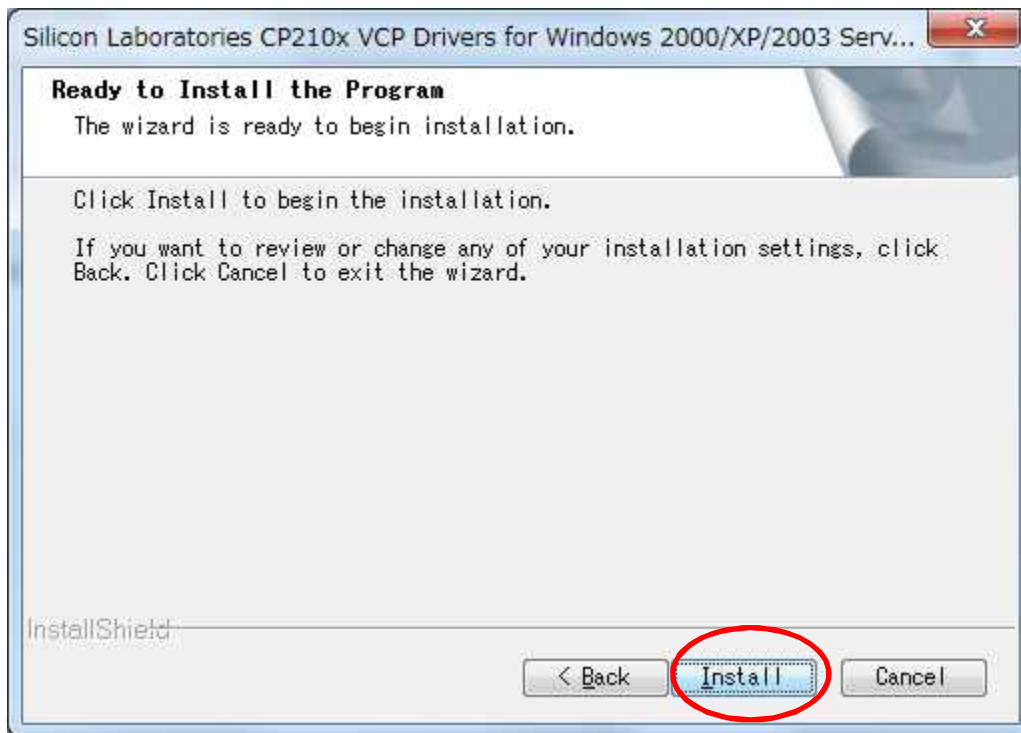 Silicon Laboratories CP210x VCP Drivers for Windows 2000/XP/2003 Serv...
Ready to Install the Program
The wizard is ready to begin installation.
Click Install to begin the installation.
If you want to review or change any of your installation settings, click
Back. Click Cancel to exit the wizard.
InstallShield
< Back Install Cancel